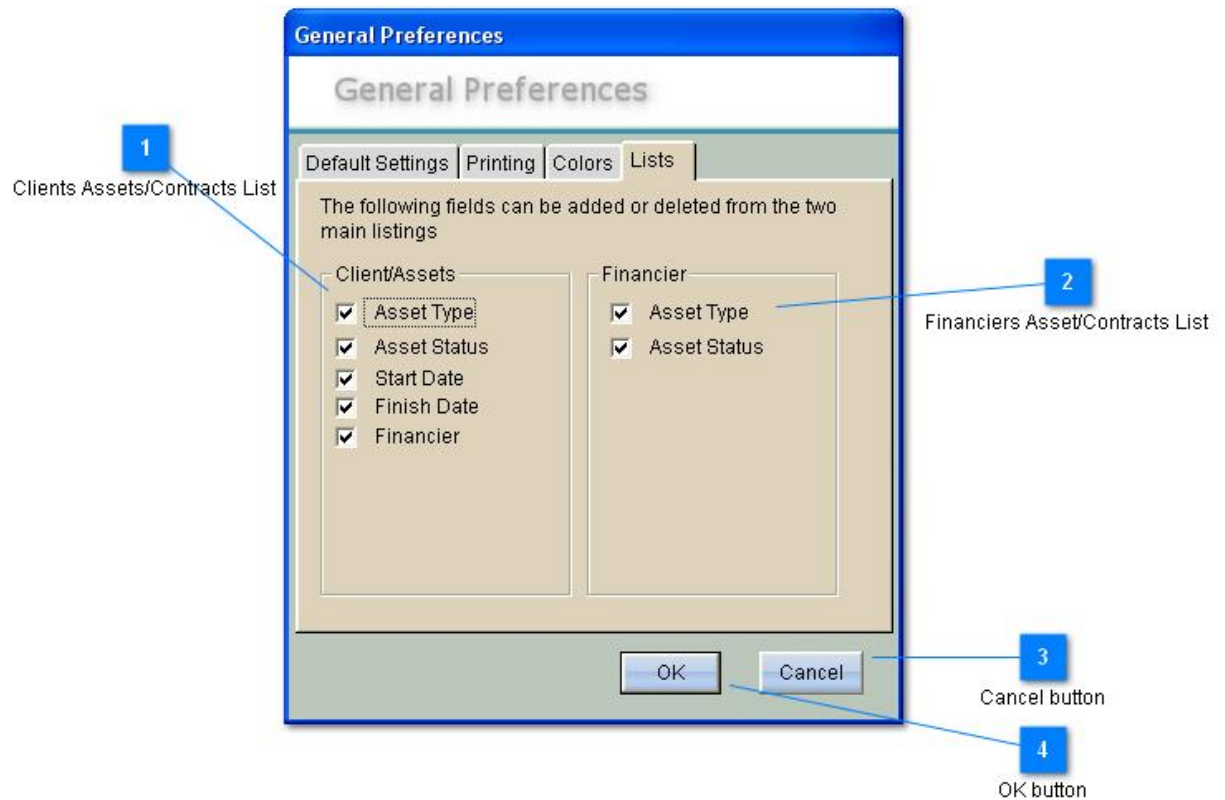 General Preferences
General Preferences
1
Clients Assets/Contracts List
Default Settings Printing Colors Lists
The following fields can be added or deleted from the two
main listings
Client/Assets
Asset Type
Asset Status
Start Date
Finish Date
Financier
Financier
Asset Type
Asset Status
2
Financiers Asset/Contracts List
OK Cancel
3
Cancel button
4
OK button